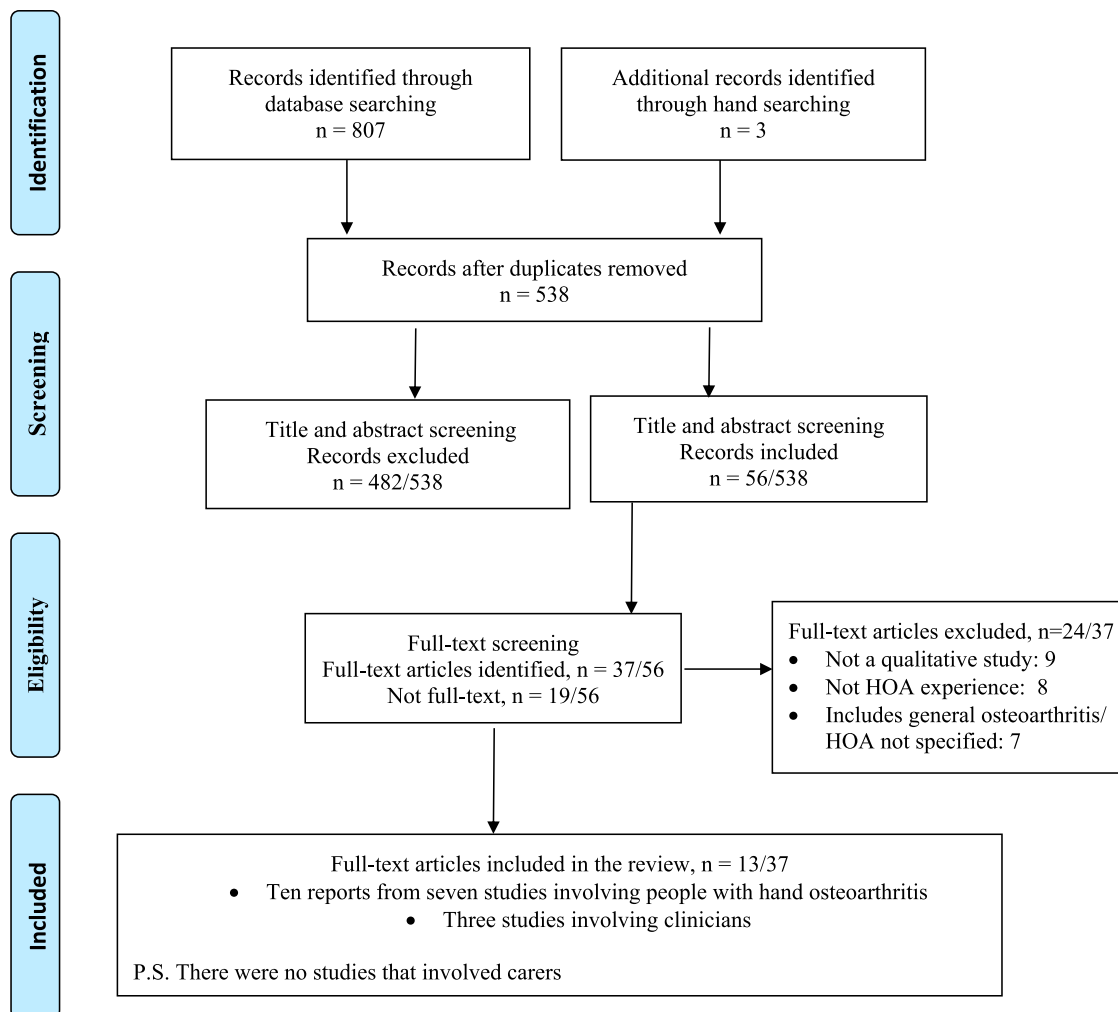 Identification
Records identified through
database searching
n = 807
Additional records identified
through hand searching
n = 3
Records after duplicates removed
n = 538
Screening
Title and abstract screening
Records excluded
n = 482/538
Title and abstract screening
Records included
n = 56/538
Eligibility
Full-text screening
Full-text articles identified, n = 37/56
Not full-text, n = 19/56
Full-text articles excluded, n=24/37
• Not a qualitative study: 9
• Not HOA experience: 8
• Includes general osteoarthritis/
HOA not specified: 7
Included
Full-text articles included in the review, n = 13/37
• Ten reports from seven studies involving people with hand osteoarthritis
• Three studies involving clinicians
P.S. There were no studies that involved carers